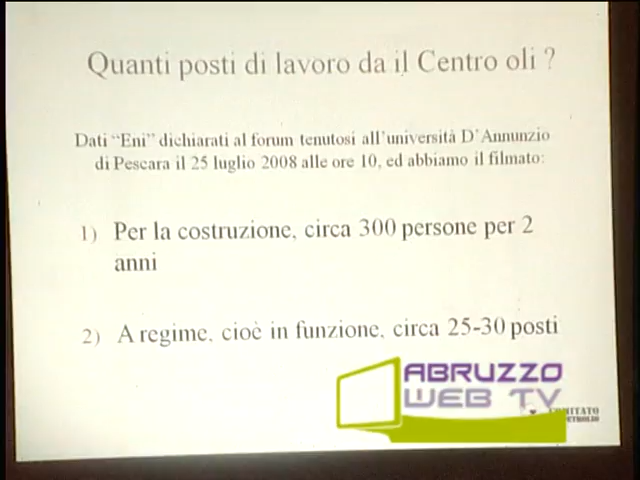 Quanti posti di lavoro da il Centro oli ?
Dati "Eni" dichiarati al forum tenutosi all'università D'Annunzio
di Pescara il 25 luglio 2008 alle ore 10, ed abbiamo il filmato:
1) Per la costruzione, circa 300 persone per 2
anni
2) A regime, cioè in funzione, circa 25-30 posti
ABRUZZO
WEB TV